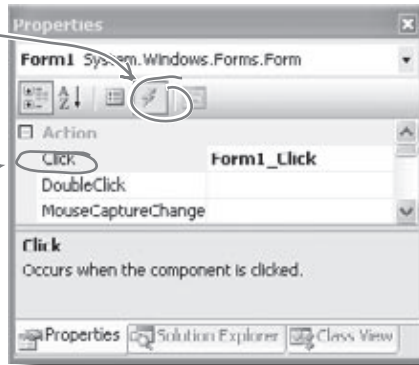 Properties
Form1 System.Windows.Forms.Form
Action
Click Form1_Click
DoubleClick
MouseCaptureChange
Click
Occurs when the component is clicked.
Properties Solution Explorer Class View